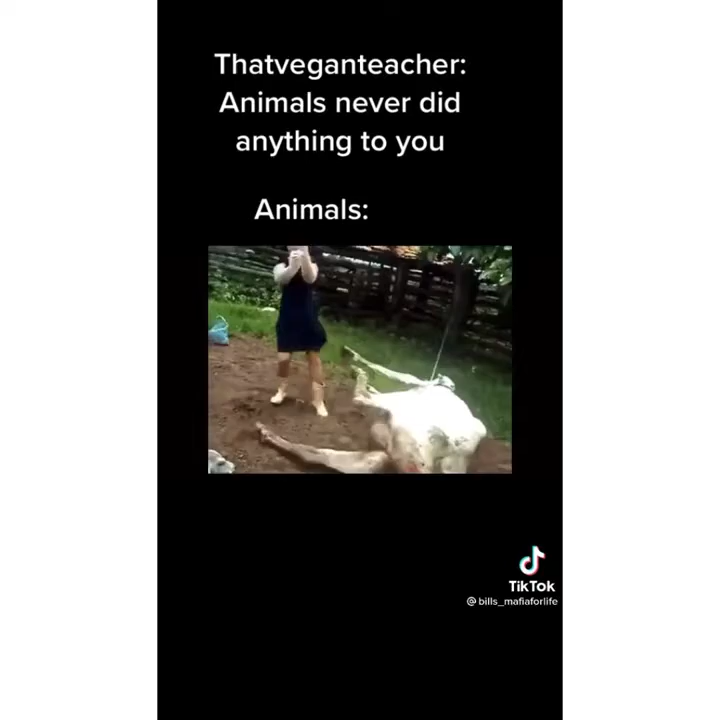 Thatveganteacher:
Animals never did
anything to you
Animals:
TikTok
@bills_mafiaforlife